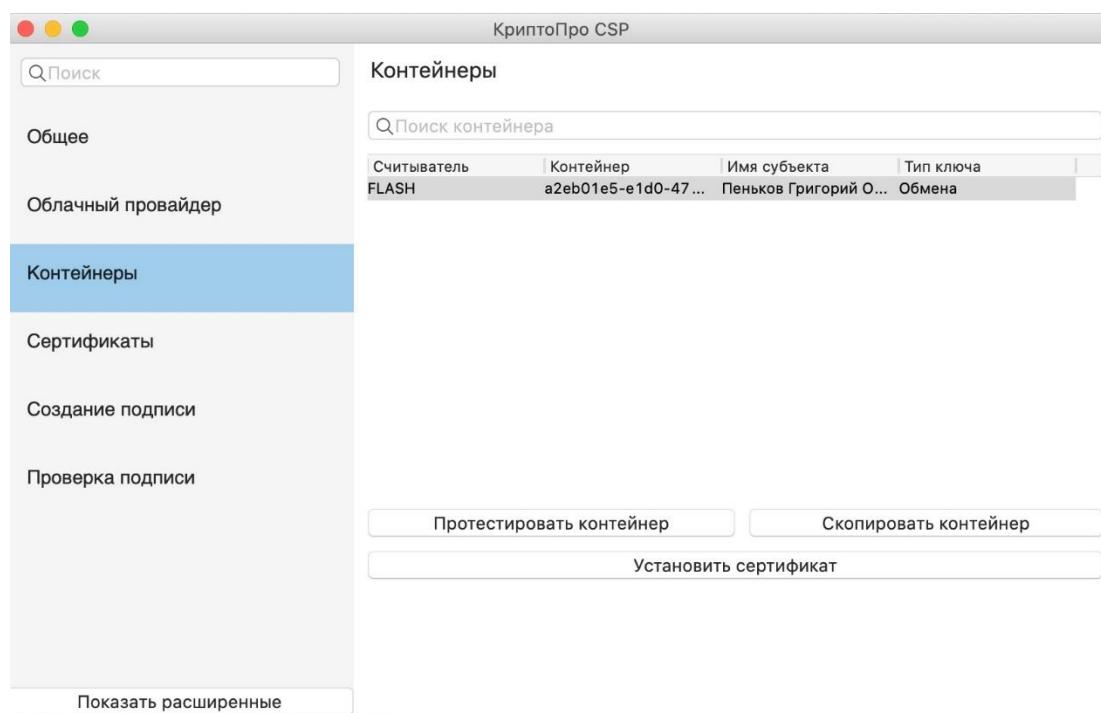 КриптоПро CSP
Поиск
Общее
Облачный провайдер
Контейнеры
Сертификаты
Создание подписи
Проверка подписи
Показать расширенные
Контейнеры
Поиск контейнера
Считыватель Контейнер Имя субъекта Тип ключа
FLASH a2eb01e5-e1d0-47... Пеньков Григорий О... Обмена
Протестировать контейнер Скопировать контейнер
Установить сертификат